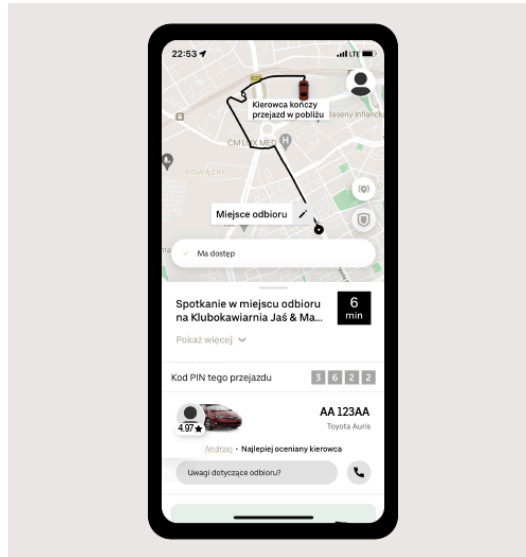 22:53
LTE
Kierowca kończy
przejazd w pobliżu
CM LUX MED
POWĄZKI
Miejsce odbioru
Ma dostęp
Spotkanie w miejscu odbioru
na Klubokawiarnia Jaś & Ma...
6
min
Pokaż więcej
Kod PIN tego przejazdu
3 6 2 2
4.97★
AA 123AA
Toyota Auris
Andrzej • Najlepiej oceniany kierowca
Uwagi dotyczące odbioru?